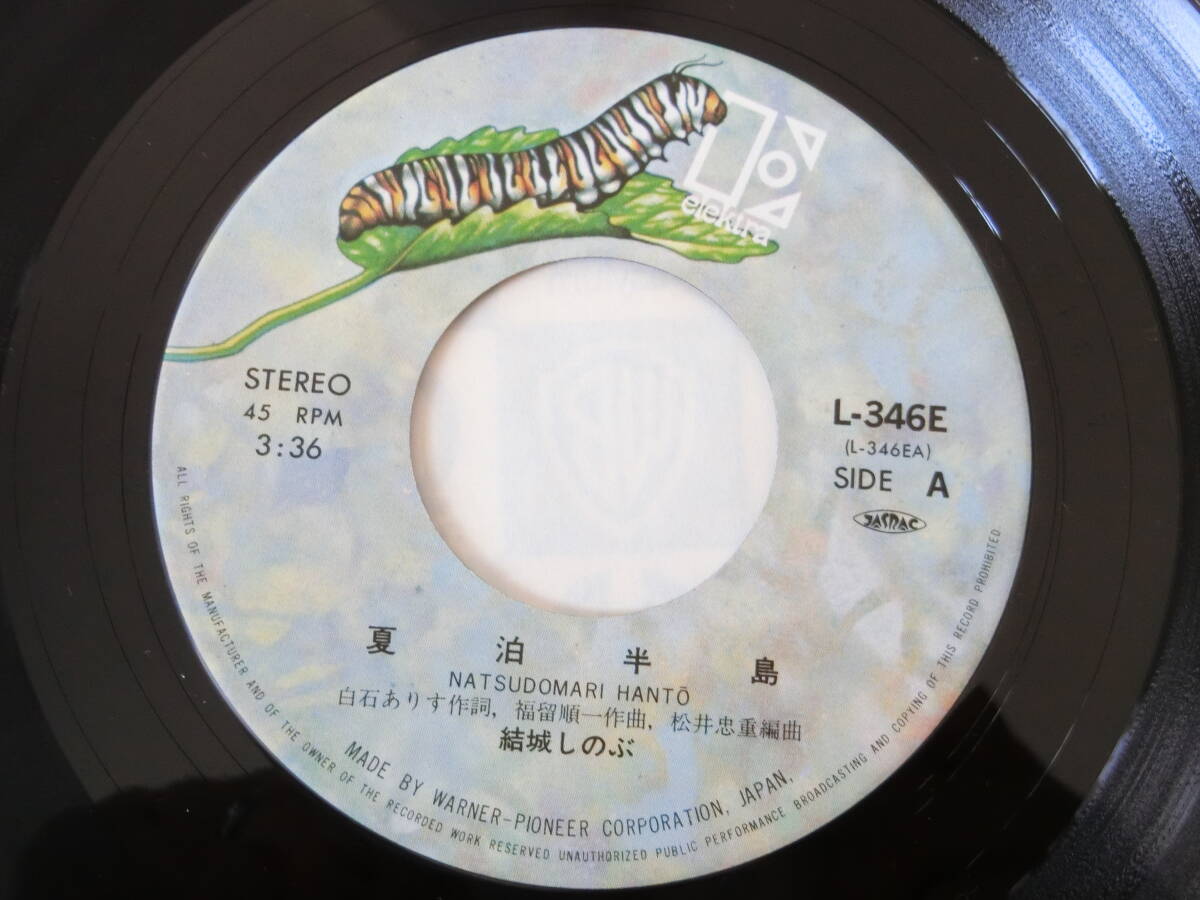 elektra
STEREO
45 RPM
3:36
L-346E
(L-346EA)
SIDE A
JASRAC
夏泊半島
NATSUDOMARI HANTŌ
白石ありす作詞, 福留順一作曲, 松井忠重編曲
結城しのぶ
MADE BY WARNER-PIONEER CORPORATION, JAPAN,
ALL RIGHTS OF THE MANUFACTURER AND OF THE OWNER OF THE RECORDED WORK RESERVED UNAUTHORIZED PUBLIC PERFORMANCE BROADCASTING AND COPYING OF THIS RECORD PROHIBITED